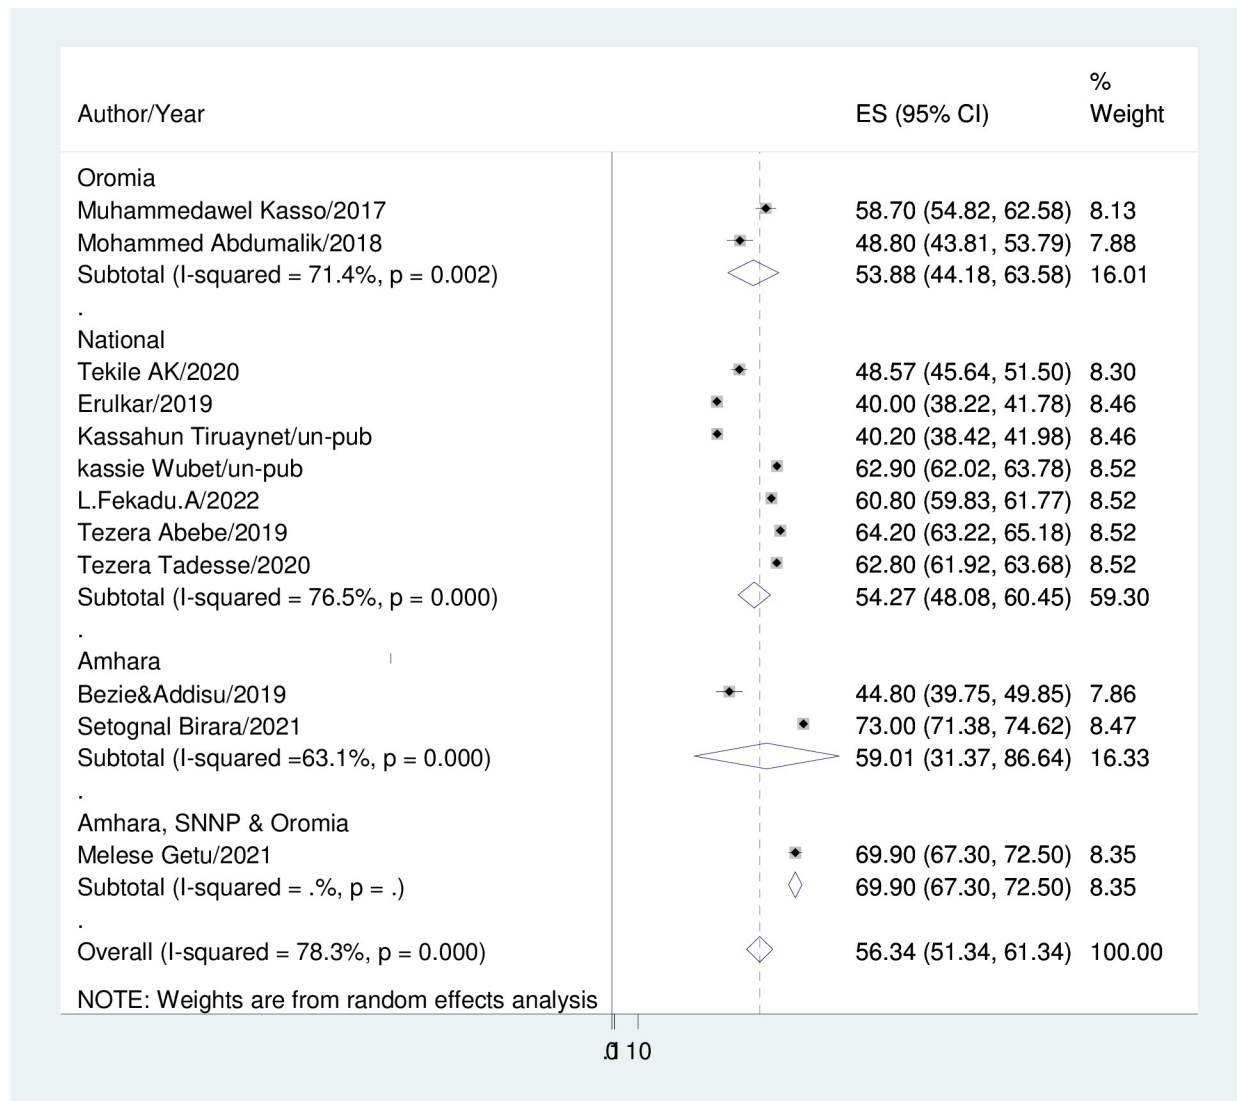 %
Author/Year ES (95% CI) Weight
Oromia
Muhammedawel Kasso/2017 58.70 (54.82, 62.58) 8.13
Mohammed Abdumalik/2018 48.80 (43.81, 53.79) 7.88
Subtotal (I-squared = 71.4%, p = 0.002) 53.88 (44.18, 63.58) 16.01
.
National
Tekile AK/2020 48.57 (45.64, 51.50) 8.30
Erulkar/2019 40.00 (38.22, 41.78) 8.46
Kassahun Tiruaynet/un-pub 40.20 (38.42, 41.98) 8.46
kassie Wubet/un-pub 62.90 (62.02, 63.78) 8.52
L.Fekadu.A/2022 60.80 (59.83, 61.77) 8.52
Tezera Abebe/2019 64.20 (63.22, 65.18) 8.52
Tezera Tadesse/2020 62.80 (61.92, 63.68) 8.52
Subtotal (I-squared = 76.5%, p = 0.000) 54.27 (48.08, 60.45) 59.30
.
Amhara
Bezie&Addisu/2019 44.80 (39.75, 49.85) 7.86
Setognal Birara/2021 73.00 (71.38, 74.62) 8.47
Subtotal (I-squared =63.1%, p = 0.000) 59.01 (31.37, 86.64) 16.33
.
Amhara, SNNP & Oromia
Melese Getu/2021 69.90 (67.30, 72.50) 8.35
Subtotal (I-squared = .%, p = .) 69.90 (67.30, 72.50) 8.35
.
Overall (I-squared = 78.3%, p = 0.000) 56.34 (51.34, 61.34) 100.00
NOTE: Weights are from random effects analysis
10